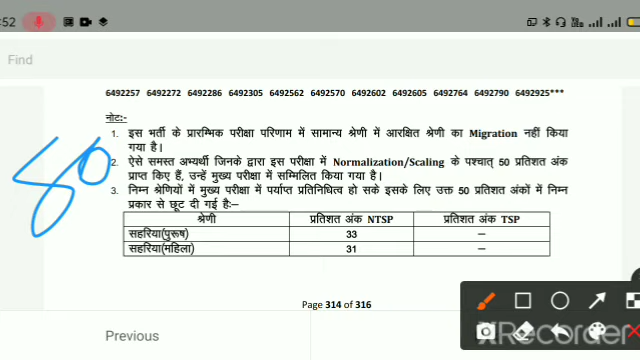 :52
Find
6492257 6492272 6492286 6492305 6492562 6492570 6492602 6492605 6492764 6492790 6492925***
नोटः-
1. इस भर्ती के प्रारम्भिक परीक्षा परिणाम में सामान्य श्रेणी में आरक्षित श्रेणी का Migration नहीं किया
गया है।
2. ऐसे समस्त अभ्यर्थी जिनके द्वारा इस परीक्षा में Normalization/Scaling के पश्चात् 50 प्रतिशत अंक
प्राप्त किए हैं, उन्हें मुख्य परीक्षा में सम्मिलित किया गया है।
3. निम्न श्रेणियों में मुख्य परीक्षा में पर्याप्त प्रतिनिधित्व हो सके इसके लिए उक्त 50 प्रतिशत अंकों में निम्न
प्रकार से छूट दी गई हैः-
श्रेणी प्रतिशत अंक NTSP प्रतिशत अंक TSP
सहरिया(पुरूष) 33 –
सहरिया(महिला) 31 –
80
Page 314 of 316
Previous
XRecorder